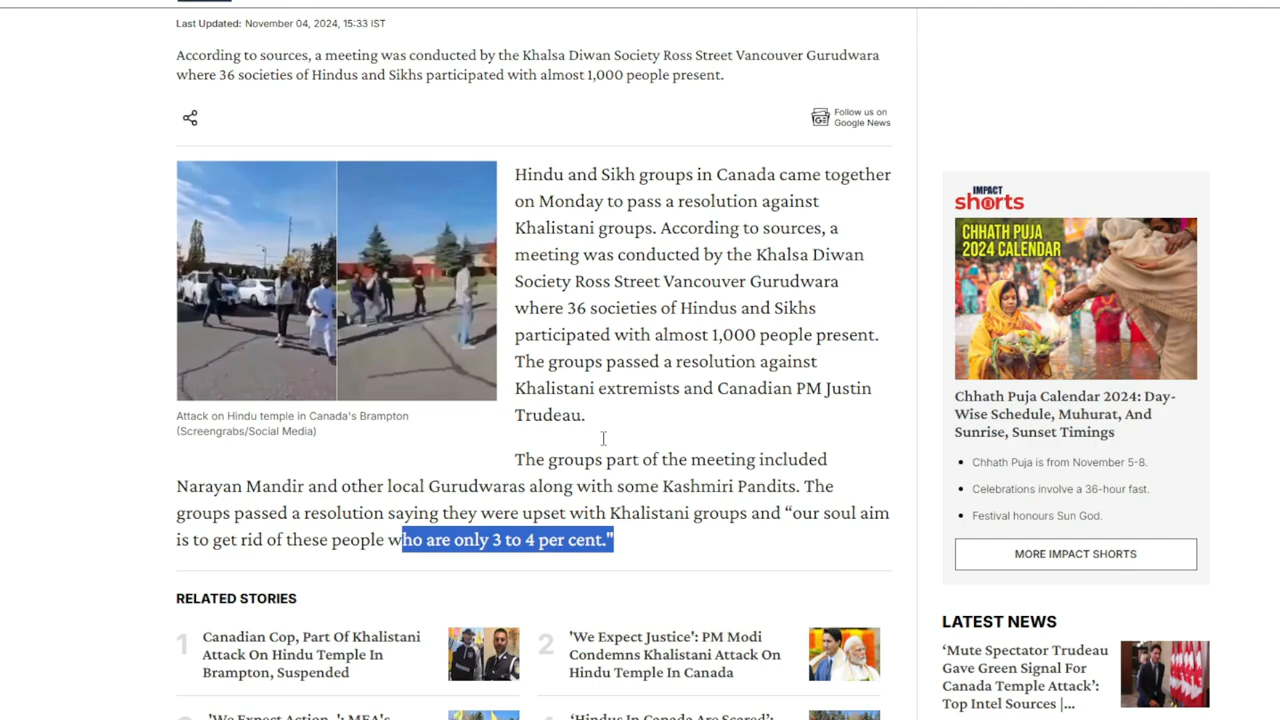 Last Updated: November 04, 2024, 15:33 IST
According to sources, a meeting was conducted by the Khalsa Diwan Society Ross Street Vancouver Gurudwara
where 36 societies of Hindus and Sikhs participated with almost 1,000 people present.
Follow us on
Google News
Hindu and Sikh groups in Canada came together
on Monday to pass a resolution against
Khalistani groups. According to sources, a
meeting was conducted by the Khalsa Diwan
Society Ross Street Vancouver Gurudwara
where 36 societies of Hindus and Sikhs
participated with almost 1,000 people present.
The groups passed a resolution against
Khalistani extremists and Canadian PM Justin
Trudeau.
Attack on Hindu temple in Canada's Brampton
(Screengrabs/Social Media)
The groups part of the meeting included
Narayan Mandir and other local Gurudwaras along with some Kashmiri Pandits. The
groups passed a resolution saying they were upset with Khalistani groups and “our soul aim
is to get rid of these people who are only 3 to 4 per cent."
RELATED STORIES
1
Canadian Cop, Part Of Khalistani
Attack On Hindu Temple In
Brampton, Suspended
2
'We Expect Justice': PM Modi
Condemns Khalistani Attack On
Hindu Temple In Canada
'We Expect Action..': MEA's
'Hindus In Canada Are Scared':
IMPACT
shorts
CHHATH PUJA
2024 CALENDAR
Chhath Puja Calendar 2024: Day-
Wise Schedule, Muhurat, And
Sunrise, Sunset Timings
Chhath Puja is from November 5-8.
Celebrations involve a 36-hour fast.
Festival honours Sun God.
MORE IMPACT SHORTS
LATEST NEWS
‘Mute Spectator Trudeau
Gave Green Signal For
Canada Temple Attack’:
Top Intel Sources |...